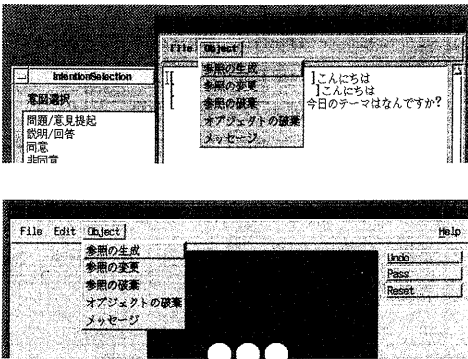 File Object
参照の生成
参照の変更
参照の破棄
オブジェクトの破棄
メッセージ
[
[
[
]こんにちは
]こんにちは
今日のテーマはなんですか?
IntentionSelection
意図選択
問題/意見提起
説明/回答
同意
非同意
File Edit Object Help
参照の生成
参照の変更
参照の破棄
オブジェクトの破棄
メッセージ
Undo
Pass
Reset